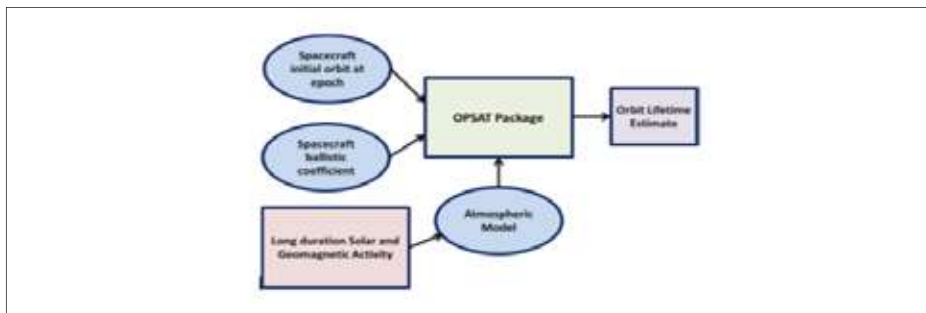 Spacecraft
initial orbit at
epoch
OPSAT Package
Orbit Lifetime
Estimate
Spacecraft
ballistic
coefficient
Long duration Solar and
Geomagnetic Activity
Atmospheric
Model